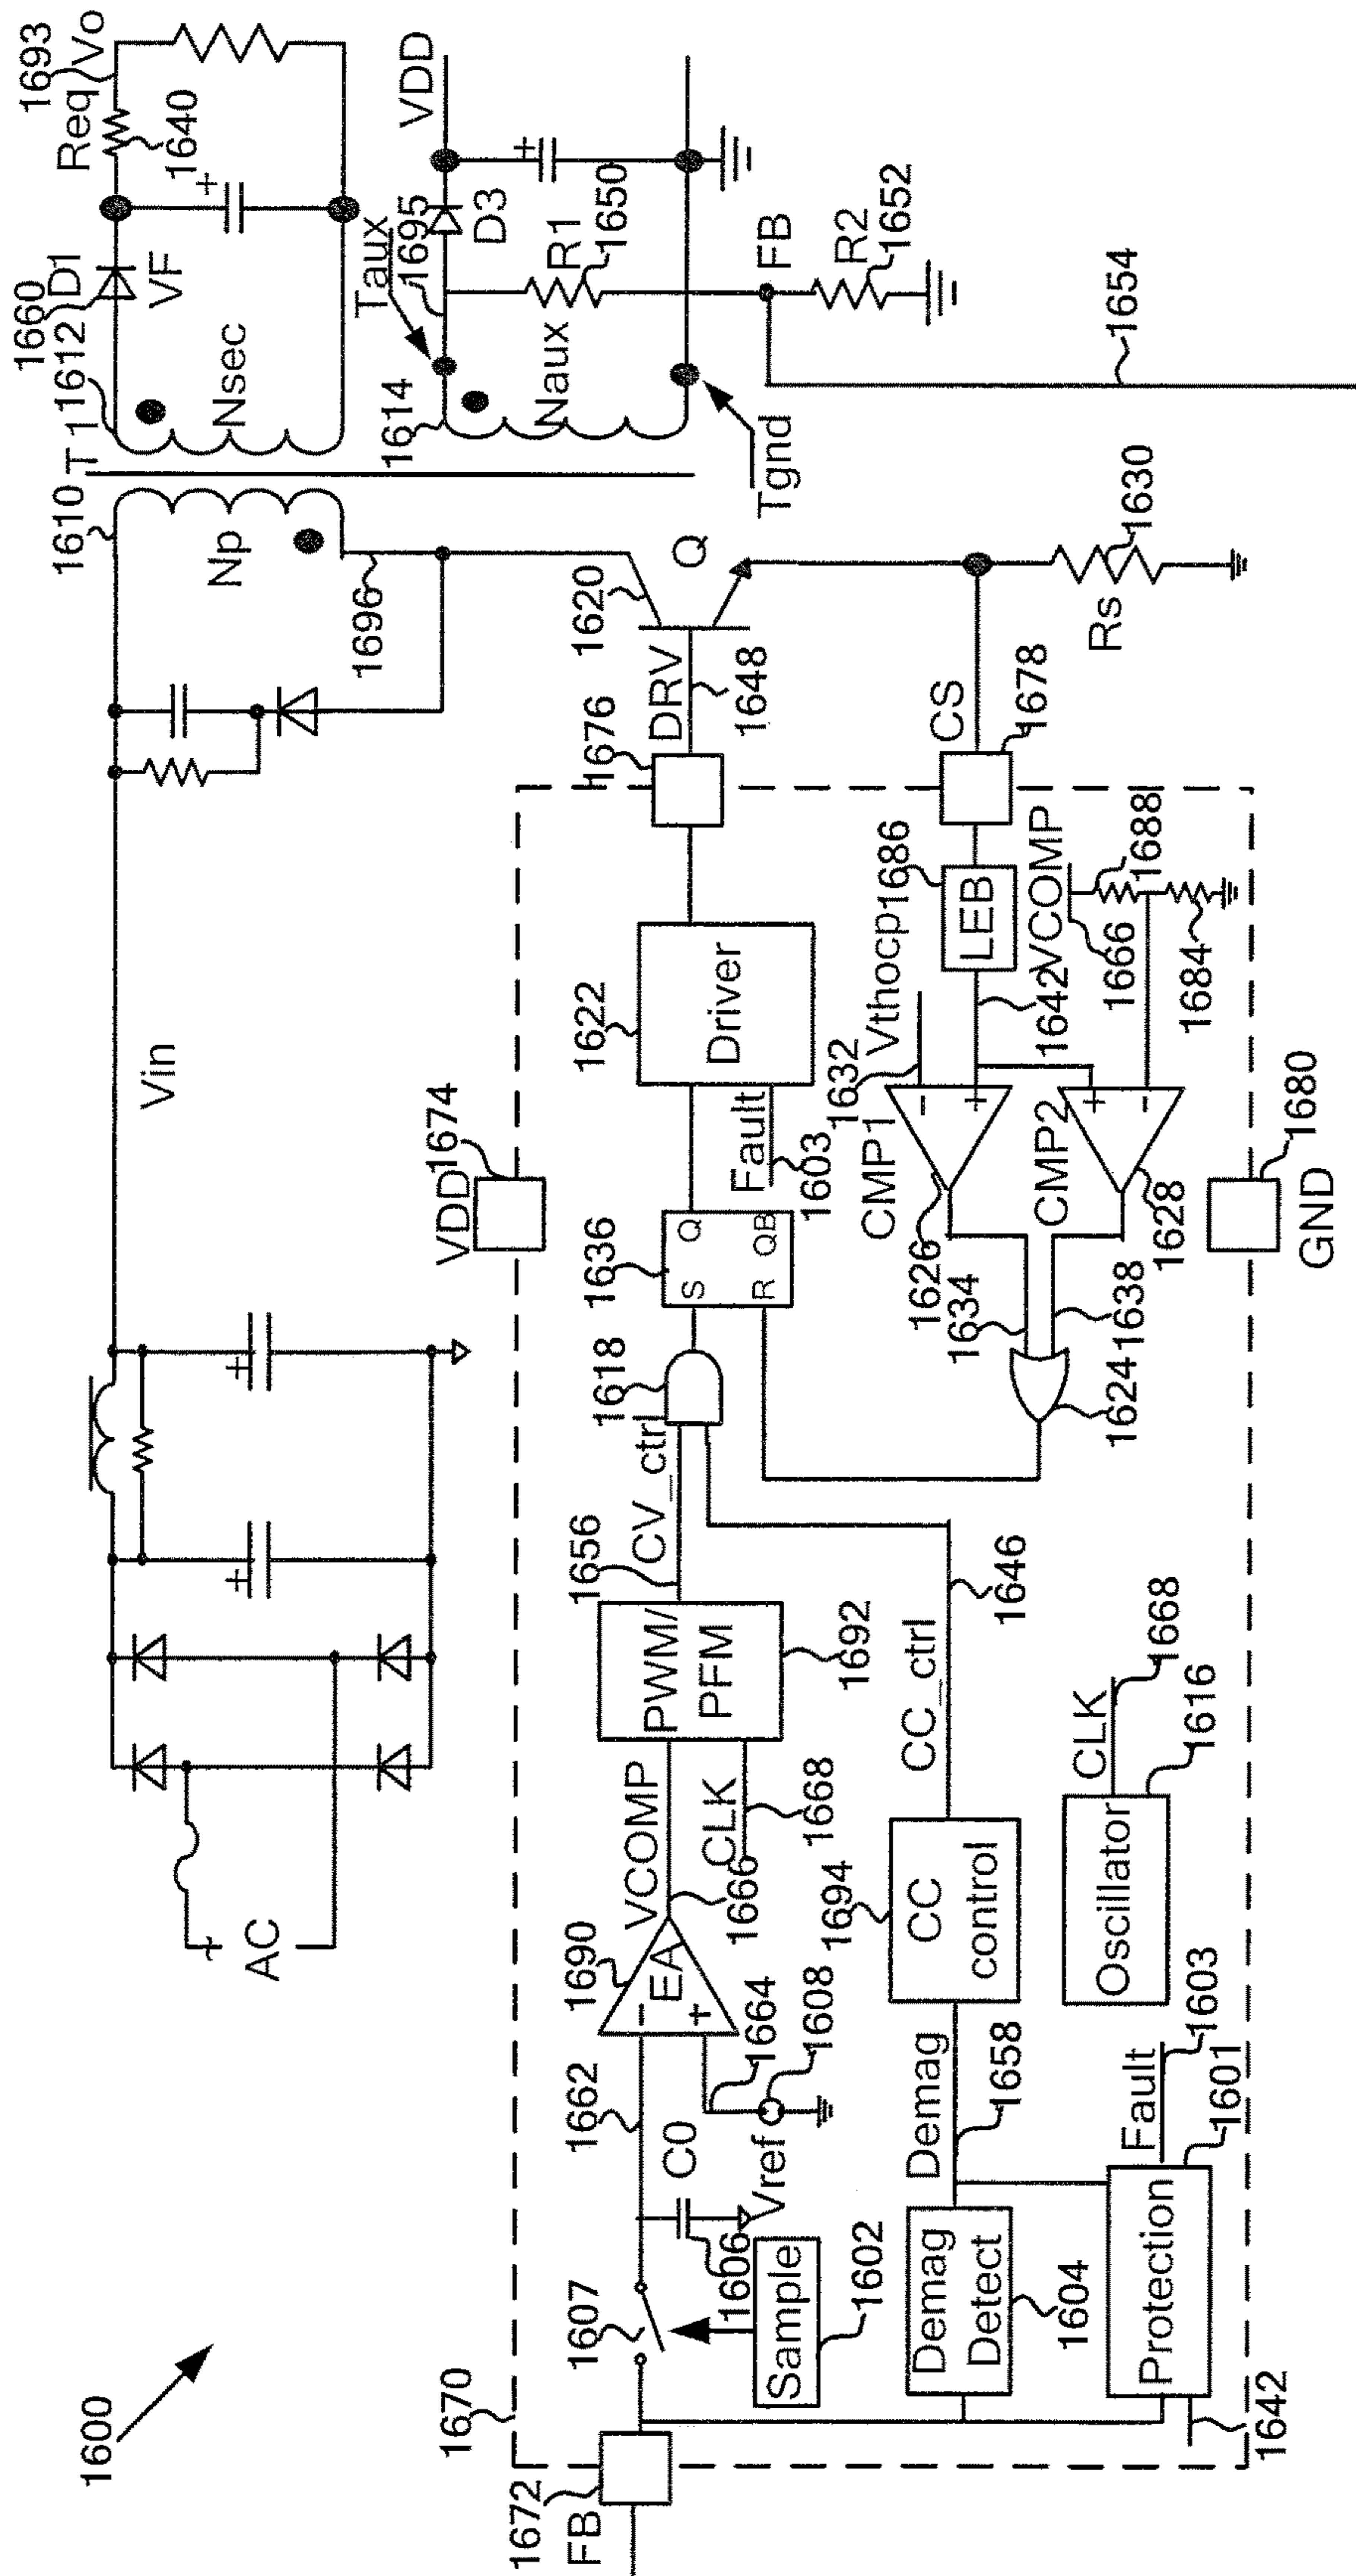 1600
AC
Vin
1610
T1
1612
1660
D1
VF
Req
1693
Vo
1640
Np
Nsec
1696
1614
Taux
1695
VDD
D3
Naux
R1
1650
FB
R2
1652
1654
Tgnd
1620
Q
DRV
1648
1676
CS
1678
Rs
1630
1670
1672
FB
1607
1662
C0
1606
Sample
1602
Vref
1664
1608
1690
EA
-
+
VCOMP
1666
CLK
1668
PWM/
PFM
1692
1656
CV_ctrl
1618
1636
S
Q
R
QB
VDD
1674
1622
Driver
Fault
1603
Demag
Detect
1604
Demag
1658
1694
CC
control
CC_ctrl
1646
Protection
1601
Fault
1603
1642
Oscillator
1616
CLK
1668
1624
1634
1638
CMP1
1626
-
+
1632
Vthocp
1686
LEB
1642
CMP2
1628
+
-
VCOMP
1666
1688
1684
1680
GND